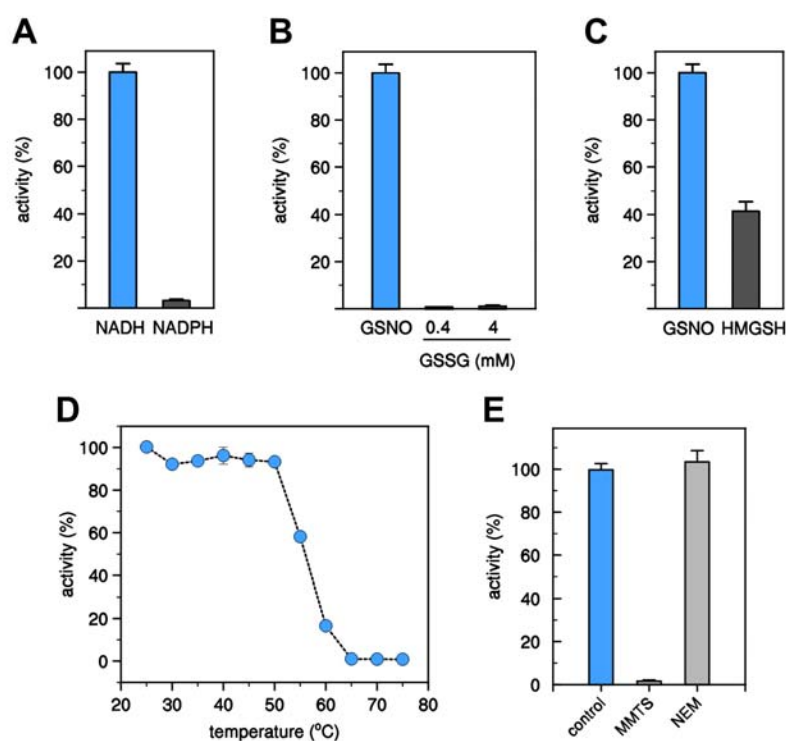 A
activity (%)
100
80
60
40
20
NADH NADPH
B
activity (%)
100
80
60
40
20
GSNO 0.4 4
GSSG (mM)
C
activity (%)
100
80
60
40
20
GSNO HMGSH
D
activity (%)
100
80
60
40
20
0
20 30 40 50 60 70 80
temperature (°C)
E
activity (%)
100
80
60
40
20
0
control MMTS NEM